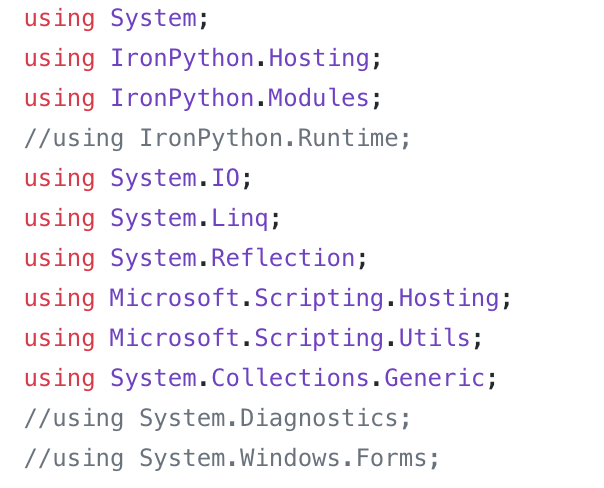 using System;
using IronPython.Hosting;
using IronPython.Modules;
//using IronPython.Runtime;
using System.IO;
using System.Linq;
using System.Reflection;
using Microsoft.Scripting.Hosting;
using Microsoft.Scripting.Utils;
using System.Collections.Generic;
//using System.Diagnostics;
//using System.Windows.Forms;